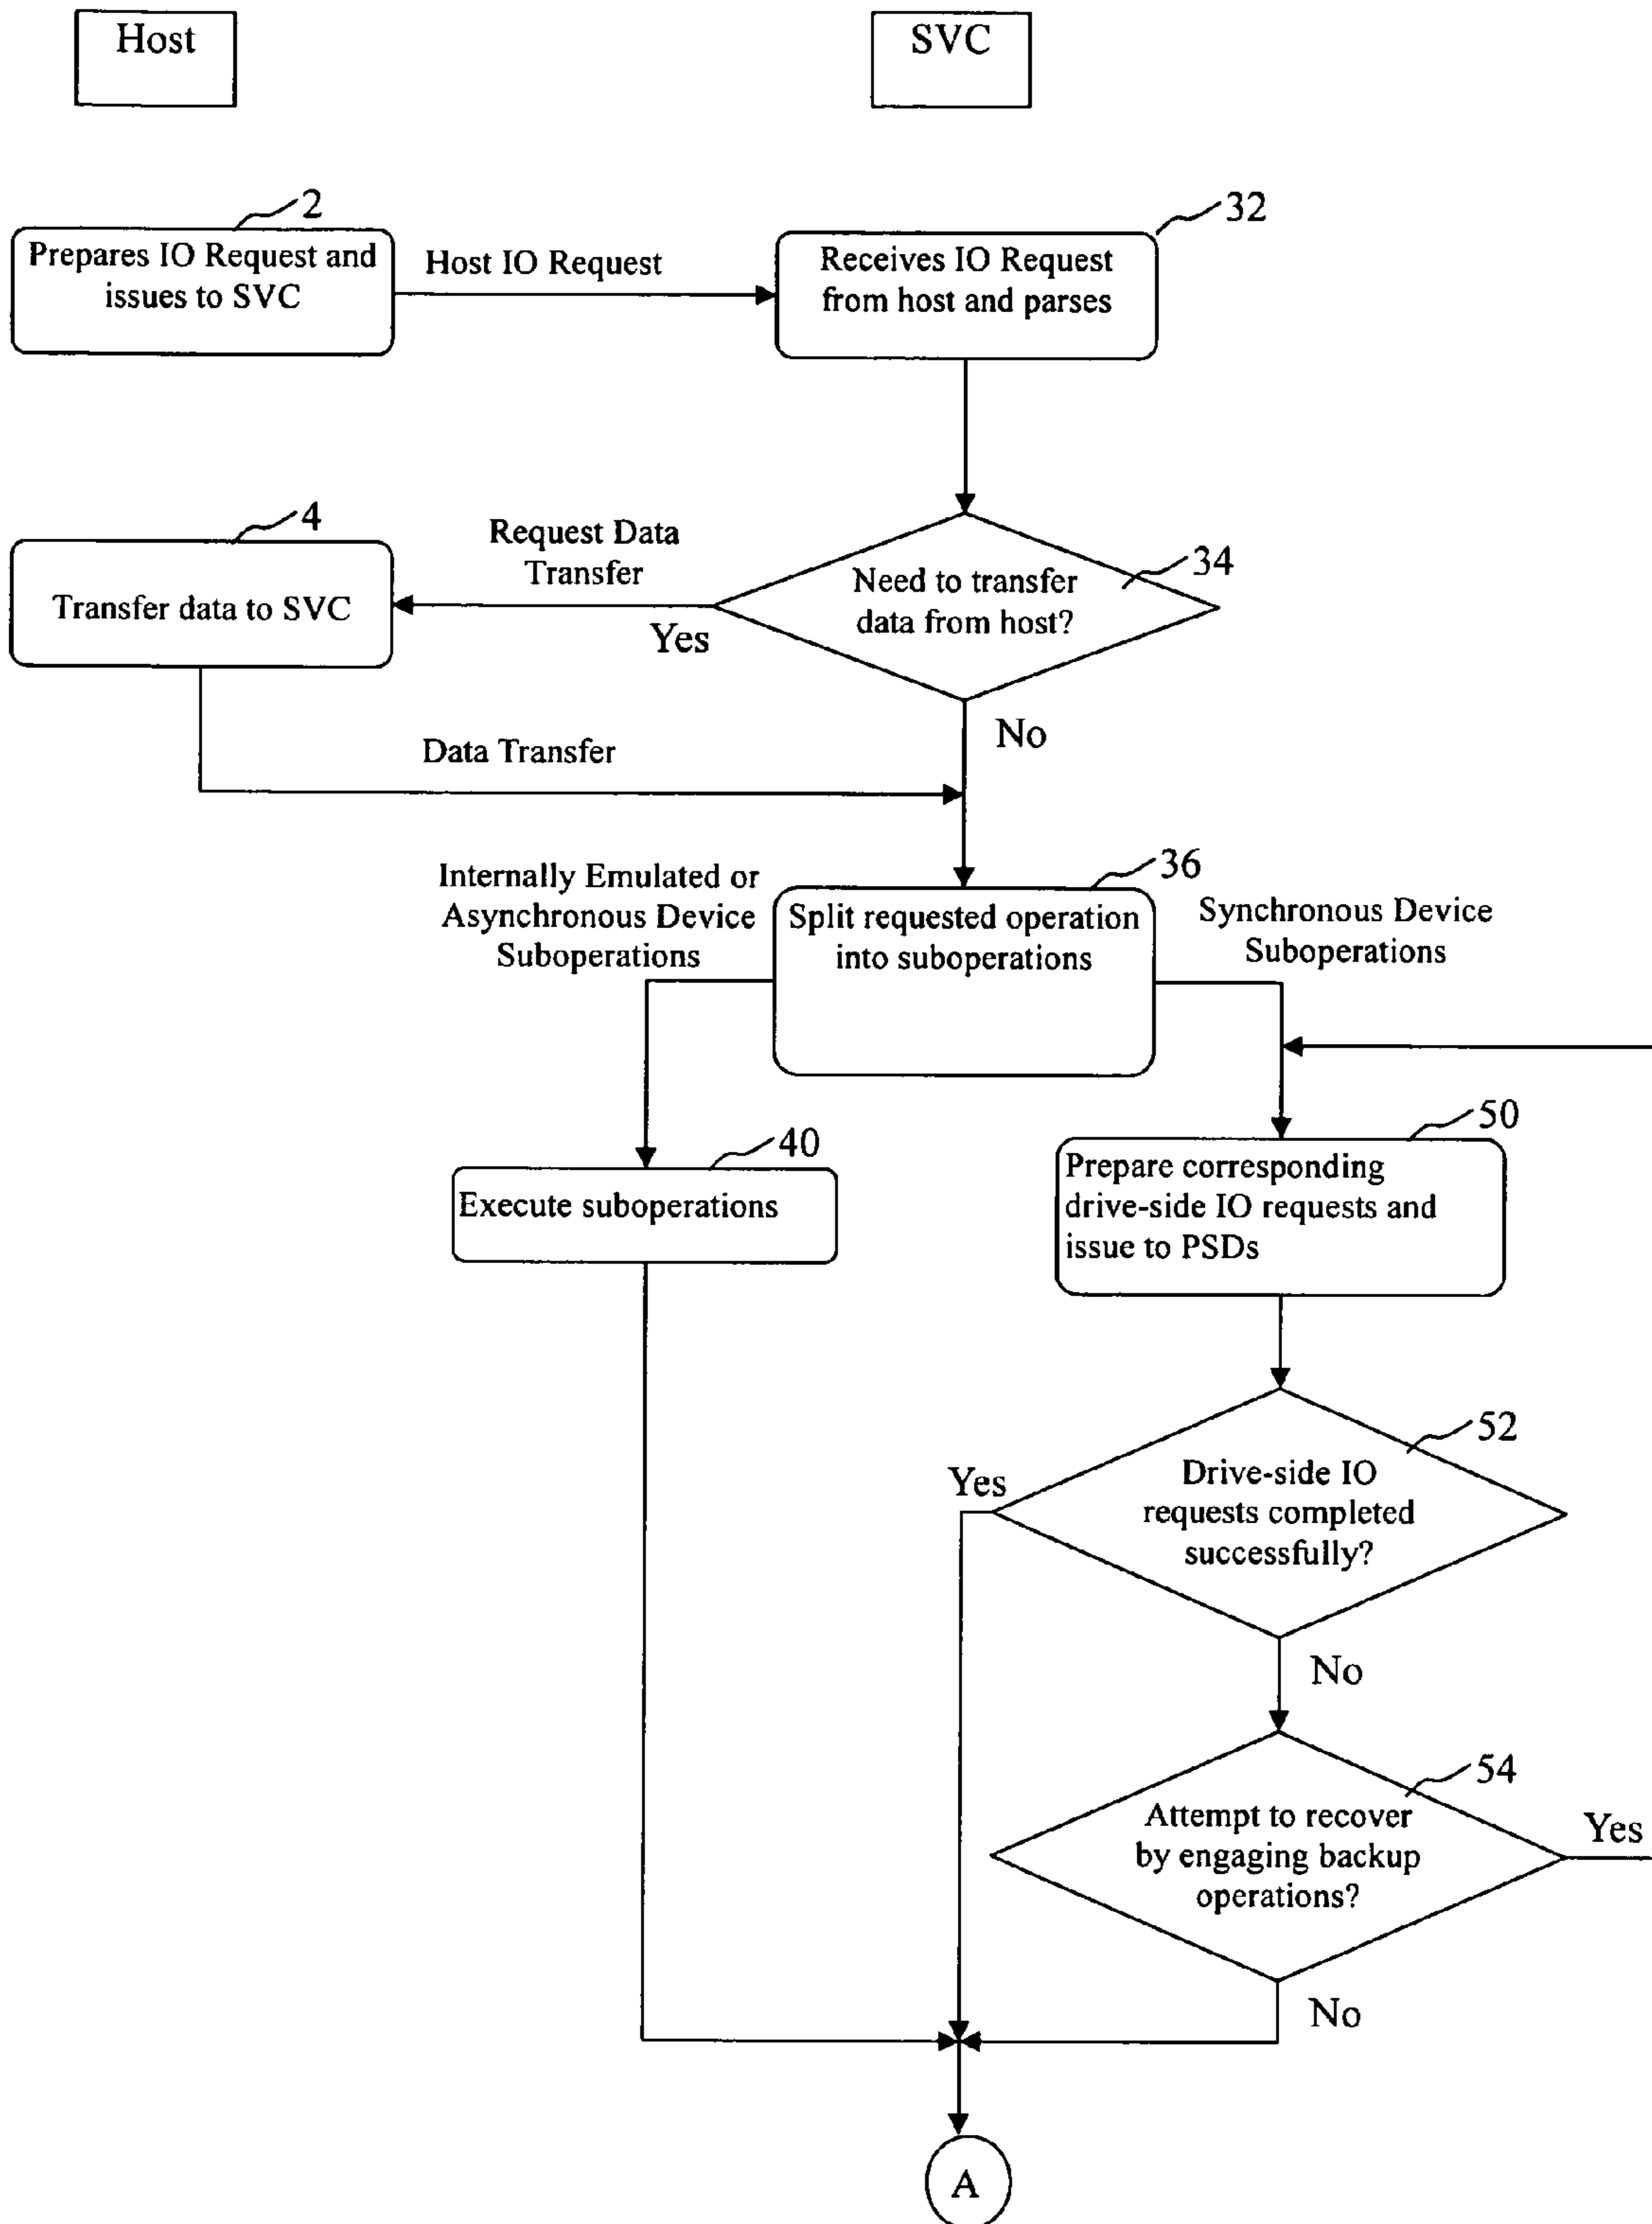 Host
SVC
2
32
Prepares IO Request and
issues to SVC
Host IO Request
Receives IO Request
from host and parses
4
Request Data
Transfer
34
Transfer data to SVC
Need to transfer
data from host?
Yes
No
Data Transfer
36
Internally Emulated or
Asynchronous Device
Suboperations
Split requested operation
into suboperations
Synchronous Device
Suboperations
40
50
Execute suboperations
Prepare corresponding
drive-side IO requests and
issue to PSDs
52
Yes
Drive-side IO
requests completed
successfully?
No
54
Attempt to recover
by engaging backup
operations?
Yes
No
A